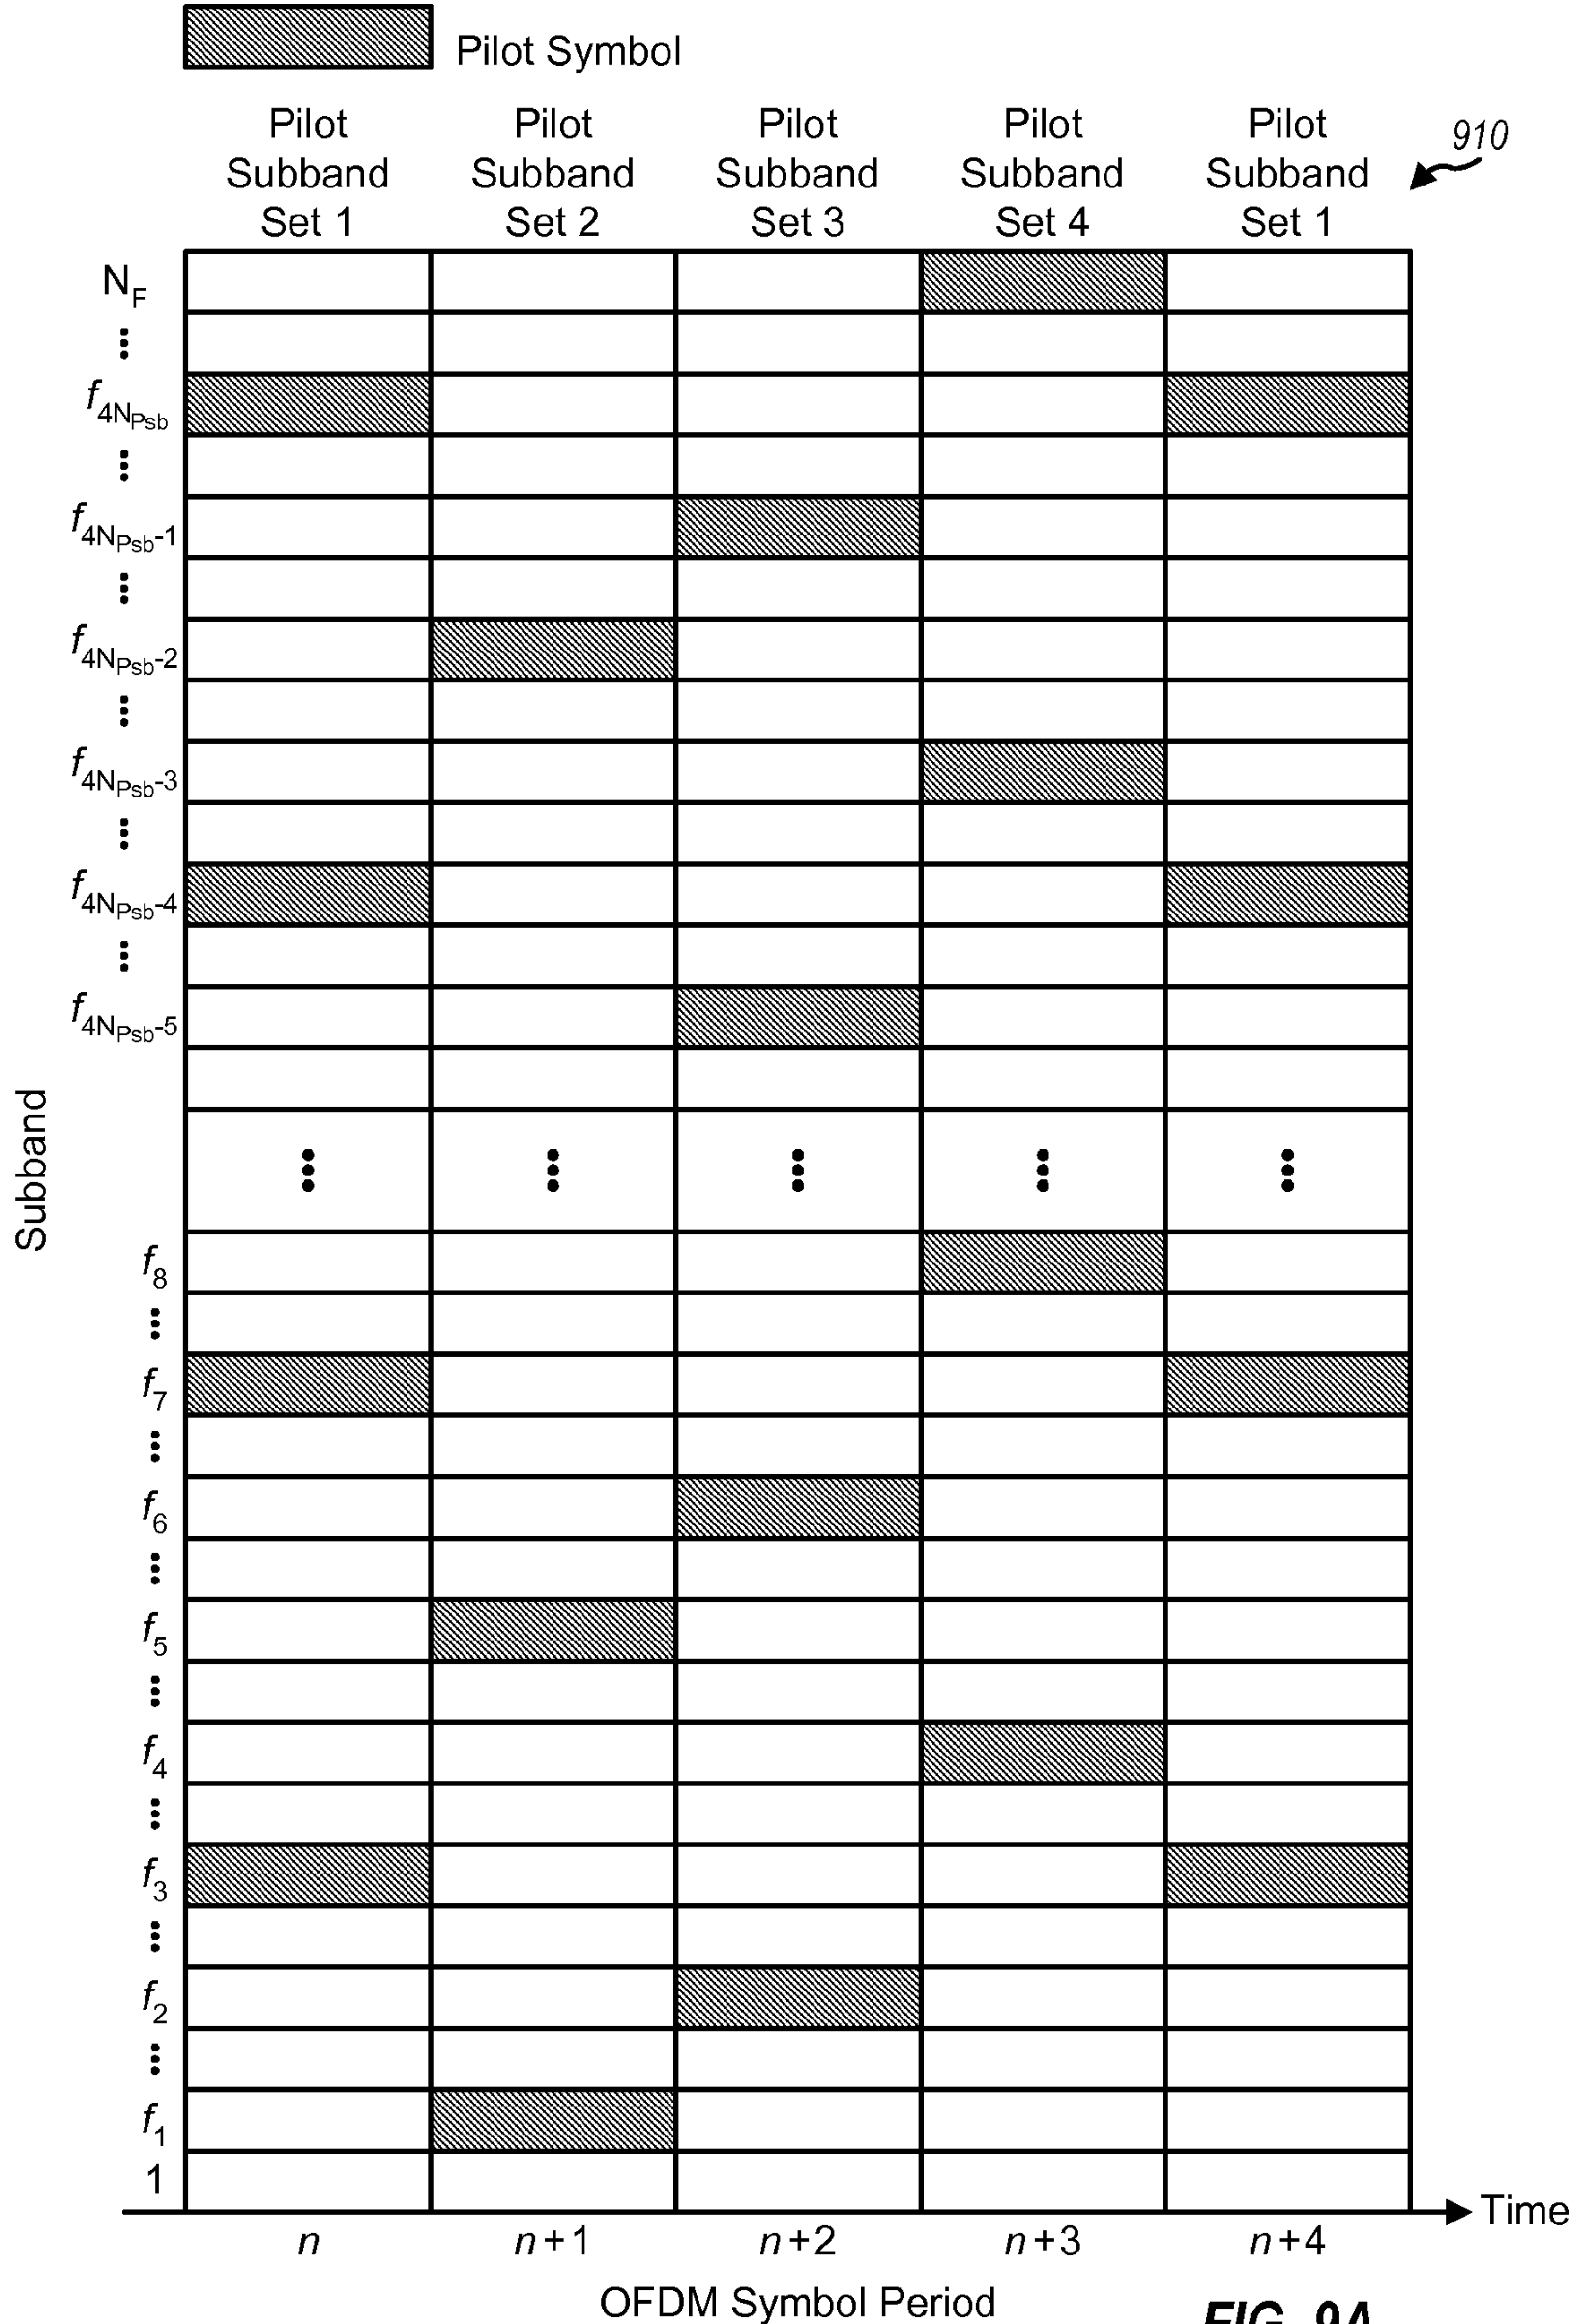 Pilot Symbol
Pilot Subband Set 1
Pilot Subband Set 2
Pilot Subband Set 3
Pilot Subband Set 4
Pilot Subband Set 1
910
N_F
f_4N_Psb
f_4N_Psb-1
f_4N_Psb-2
f_4N_Psb-3
f_4N_Psb-4
f_4N_Psb-5
Subband
f_8
f_7
f_6
f_5
f_4
f_3
f_2
f_1
1
Time
n
n+1
n+2
n+3
n+4
OFDM Symbol Period
FIG. 9A